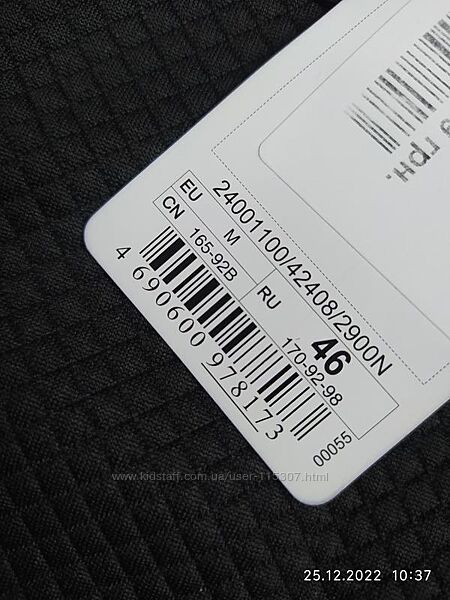 9 грн.
24001100/42408/2900N
EU M
CN 165-92B
RU 46
170-92-98
4 690600 978173
00055
www.kidstaff.com.ua/user-115307.html
25.12.2022 10:37